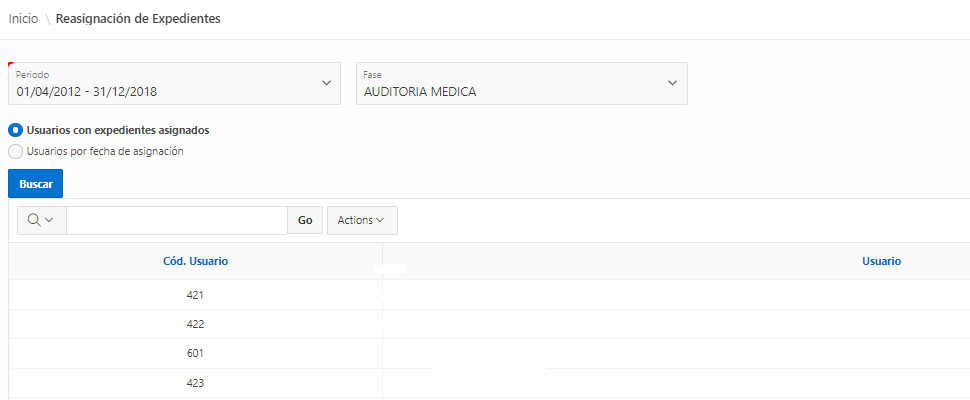 Inicio \ Reasignación de Expedientes
Periodo
01/04/2012 - 31/12/2018
Fase
AUDITORIA MEDICA
Usuarios con expedientes asignados
Usuarios por fecha de asignación
Buscar
Go
Actions
Cód. Usuario
Usuario
421
422
601
423